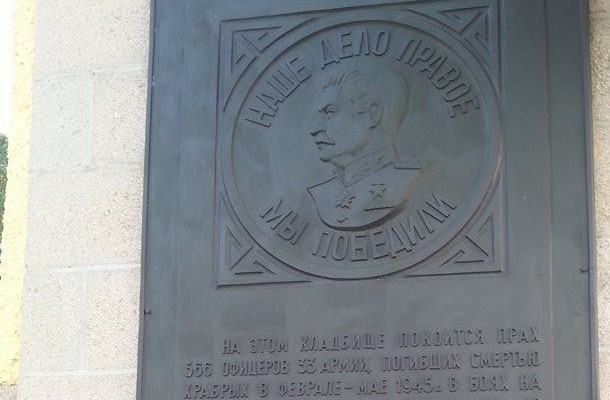 НАШЕ ДЕЛО ПРАВОЕ
МЫ ПОБЕДИЛИ
НА ЭТОМ КЛАДБИЩЕ ПОКОИТСЯ ПРАХ
566 ОФИЦЕРОВ 33 АРМИИ, ПОГИБШИХ СМЕРТЬЮ
ХРАБРЫХ В ФЕВРАЛЕ – МАЕ 1945г. В БОЯХ НА